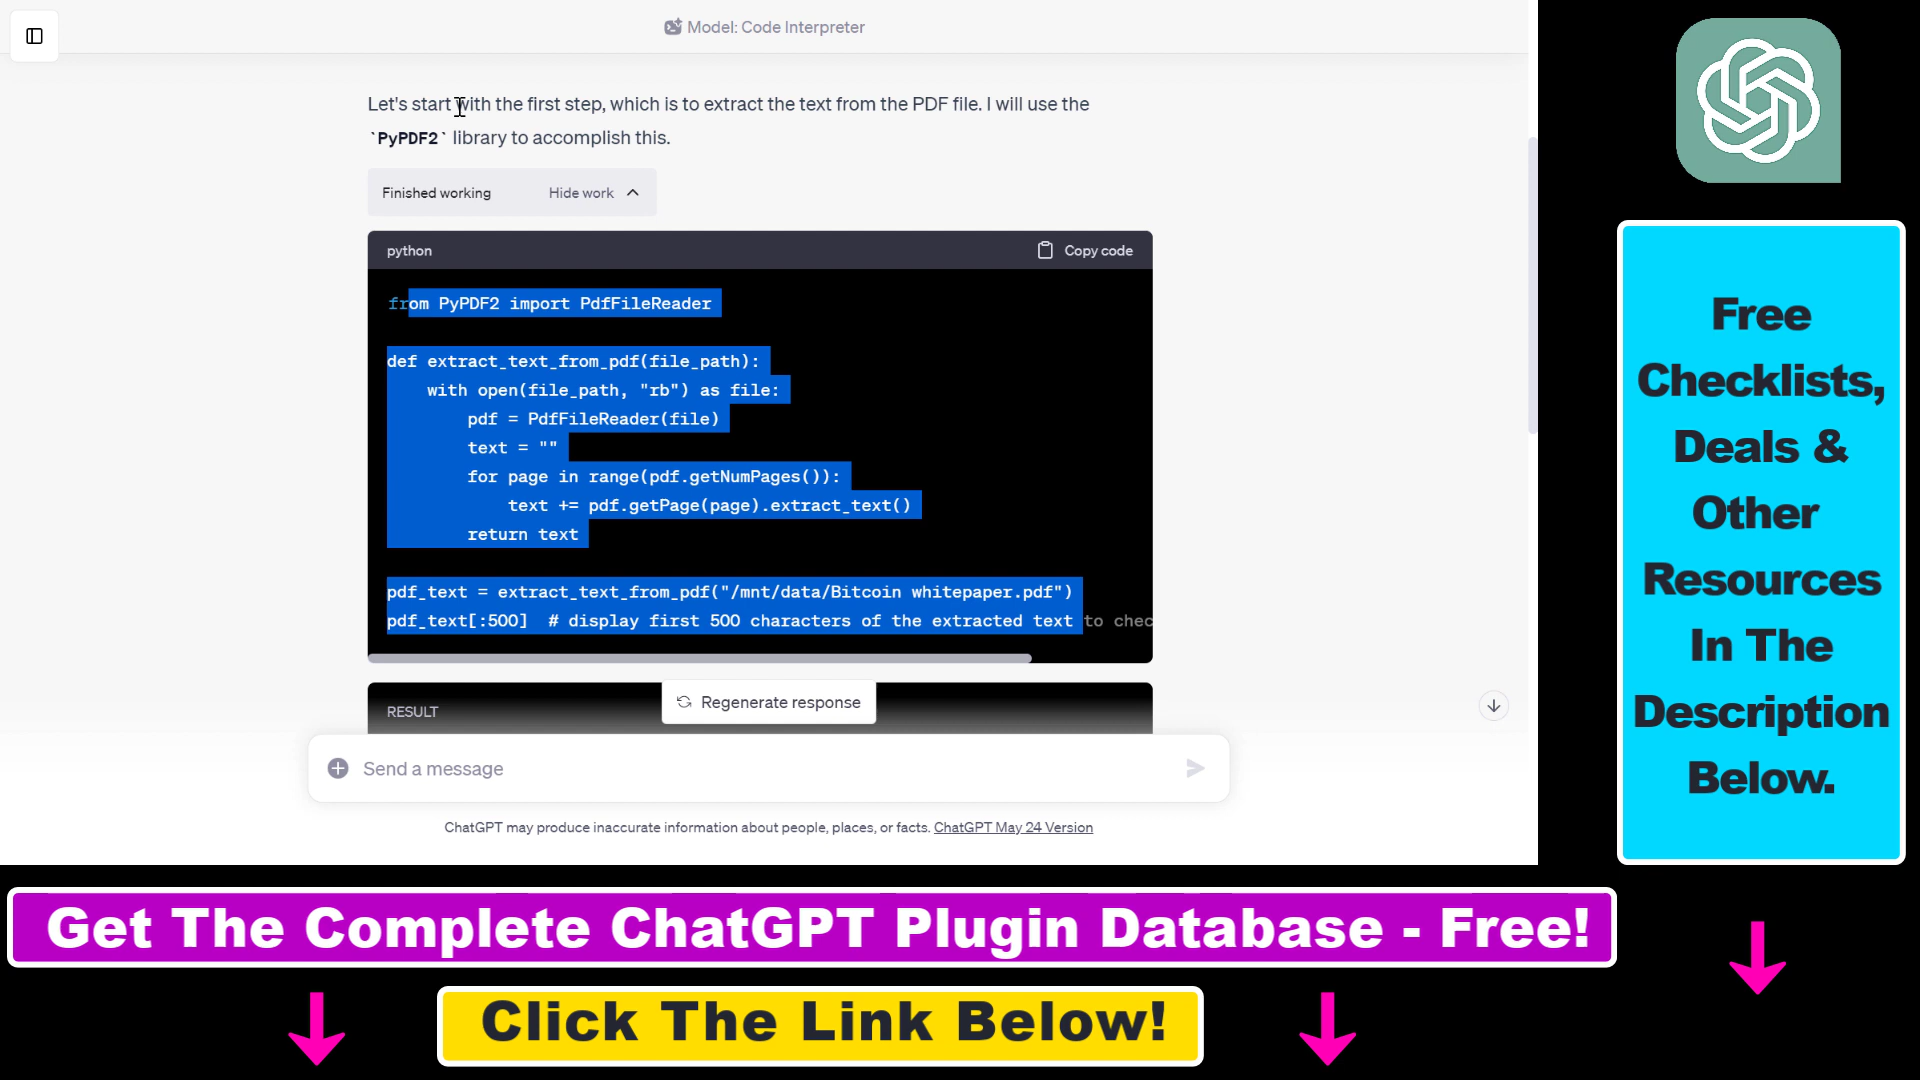 Model: Code Interpreter
Let's start with the first step, which is to extract the text from the PDF file. I will use the
`PyPDF2` library to accomplish this.
Finished working Hide work
python Copy code
from PyPDF2 import PdfFileReader
def extract_text_from_pdf(file_path):
with open(file_path, "rb") as file:
pdf = PdfFileReader(file)
text = ""
for page in range(pdf.getNumPages()):
text += pdf.getPage(page).extract_text()
return text
pdf_text = extract_text_from_pdf("/mnt/data/Bitcoin whitepaper.pdf")
pdf_text[:500]  # display first 500 characters of the extracted text to chec
RESULT
Regenerate response
Send a message
ChatGPT may produce inaccurate information about people, places, or facts. ChatGPT May 24 Version
Free
Checklists,
Deals &
Other
Resources
In The
Description
Below.
Get The Complete ChatGPT Plugin Database - Free!
Click The Link Below!